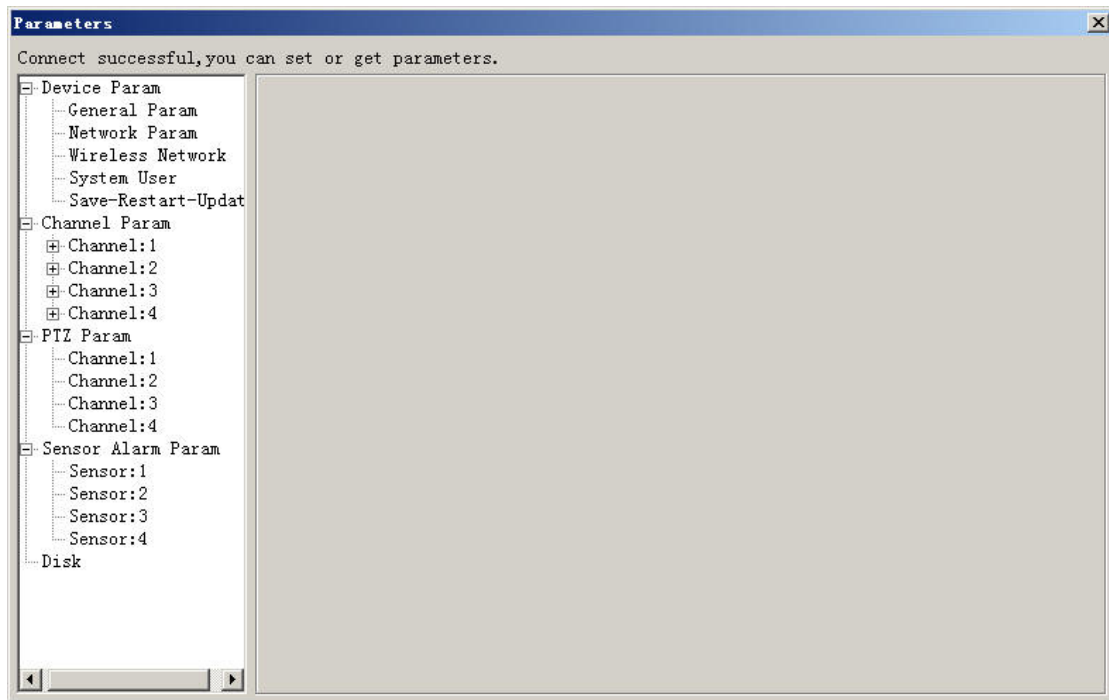 Parameters
Connect successful,you can set or get parameters.
Device Param
General Param
Network Param
Wireless Network
System User
Save-Restart-Updat
Channel Param
Channel:1
Channel:2
Channel:3
Channel:4
PTZ Param
Channel:1
Channel:2
Channel:3
Channel:4
Sensor Alarm Param
Sensor:1
Sensor:2
Sensor:3
Sensor:4
Disk